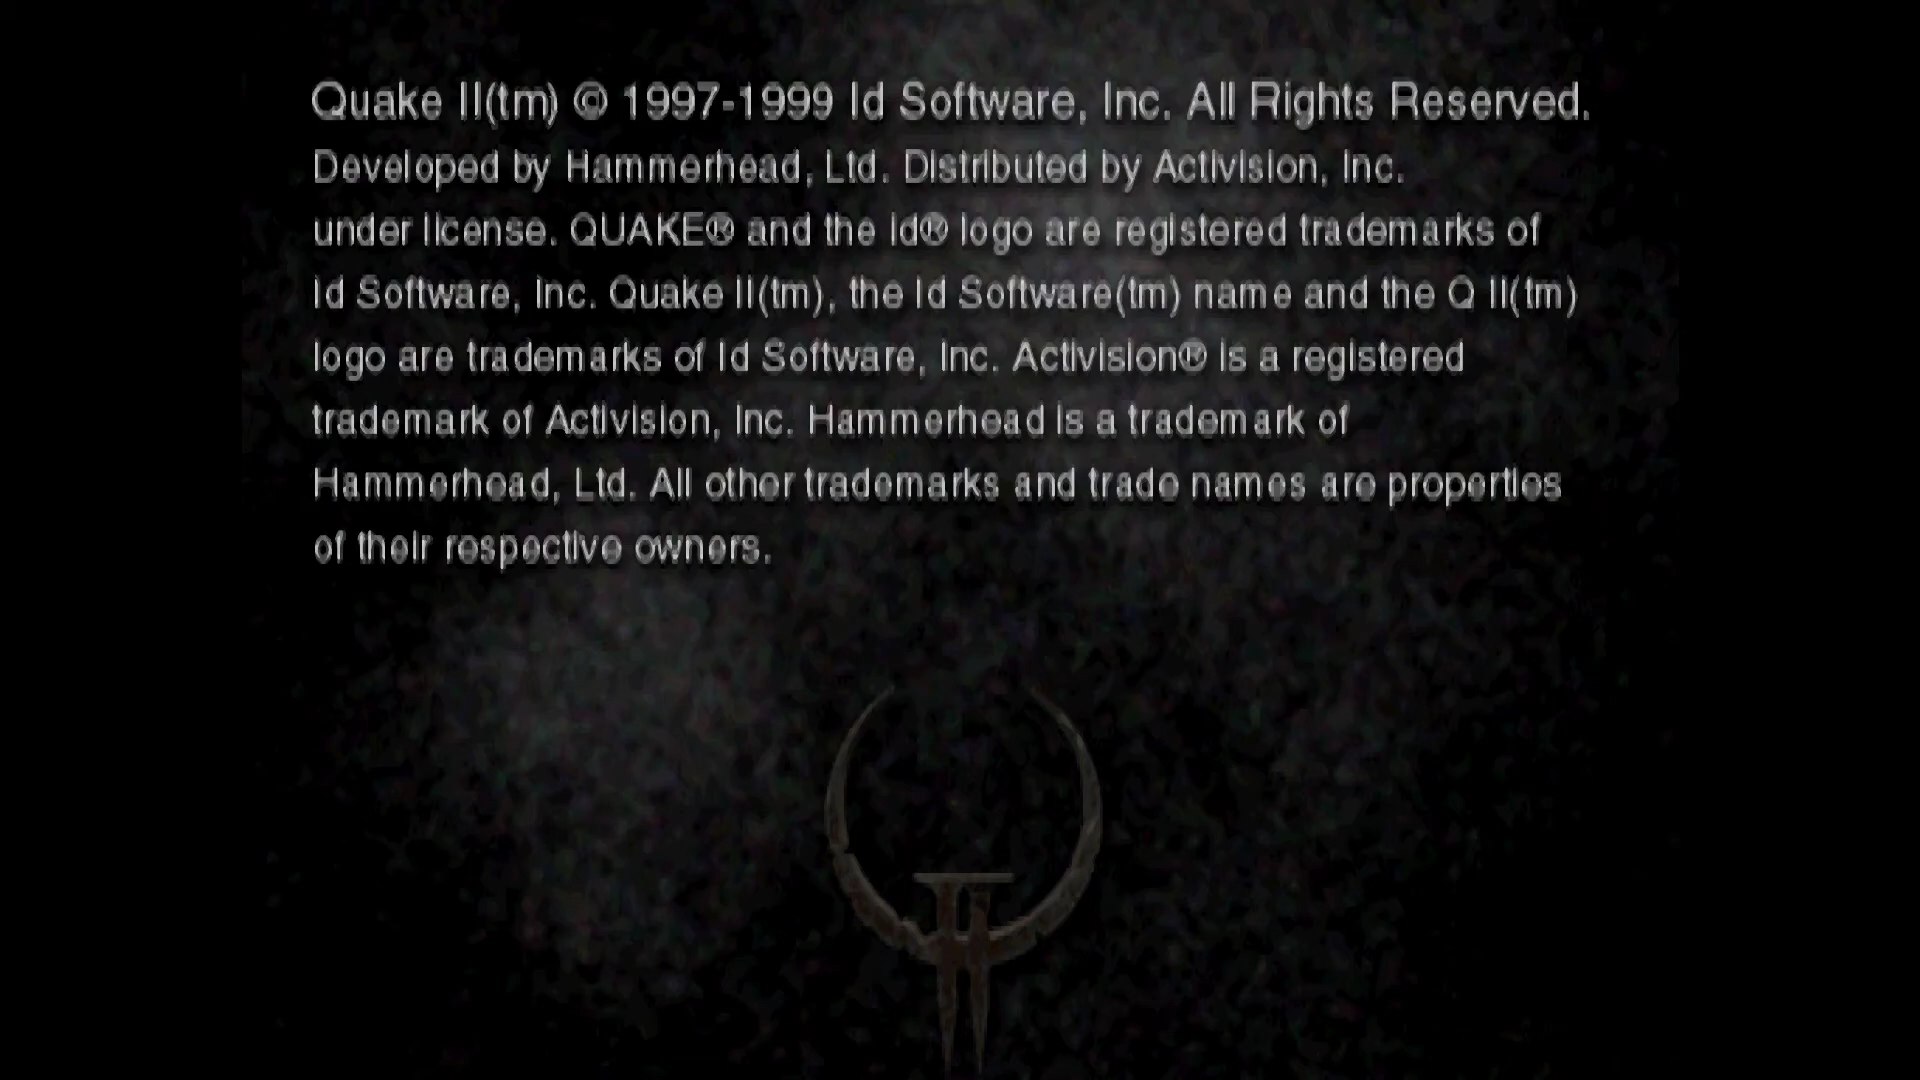 Quake II(tm) © 1997-1999 Id Software, Inc. All Rights Reserved.
Developed by Hammerhead, Ltd. Distributed by Activision, Inc.
under license. QUAKE® and the id® logo are registered trademarks of
Id Software, Inc. Quake II(tm), the Id Software(tm) name and the Q II(tm)
logo are trademarks of Id Software, Inc. Activision® is a registered
trademark of Activision, Inc. Hammerhead is a trademark of
Hammerhead, Ltd. All other trademarks and trade names are properties
of their respective owners.